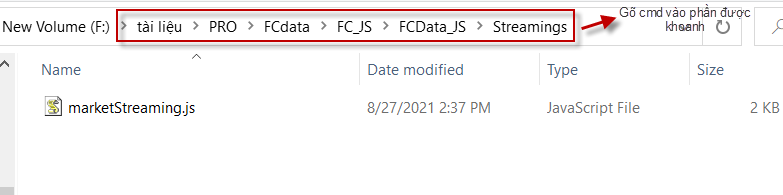 New Volume (F:) › tài liệu › PRO › FCdata › FC_JS › FCData_JS › Streamings
Gõ cmd vào phần được
khoanh
Name Date modified Type Size
marketStreaming.js 8/27/2021 2:37 PM JavaScript File 2 KB